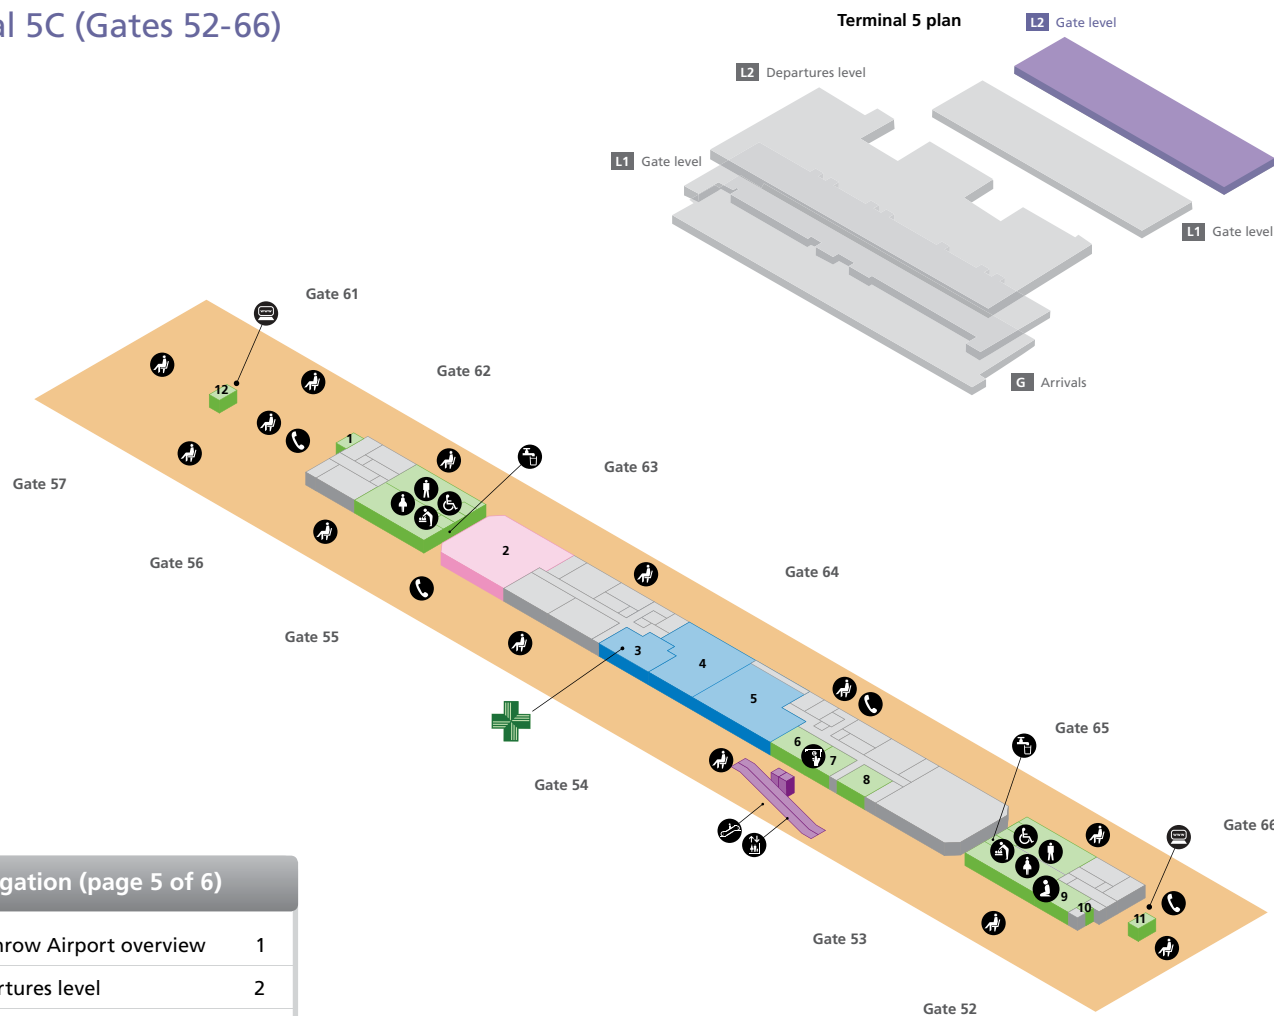 al 5C (Gates 52-66)
Terminal 5 plan
L2 Gate level
L2 Departures level
L1 Gate level
L1 Gate level
G Arrivals
Gate 61
Gate 62
12
1
Gate 63
Gate 57
2
Gate 56
Gate 64
Gate 55
3
4
5
Gate 65
6
7
8
Gate 54
Gate 66
9
10
11
Gate 53
Gate 52
gation (page 5 of 6)
hrow Airport overview 1
rtures level 2